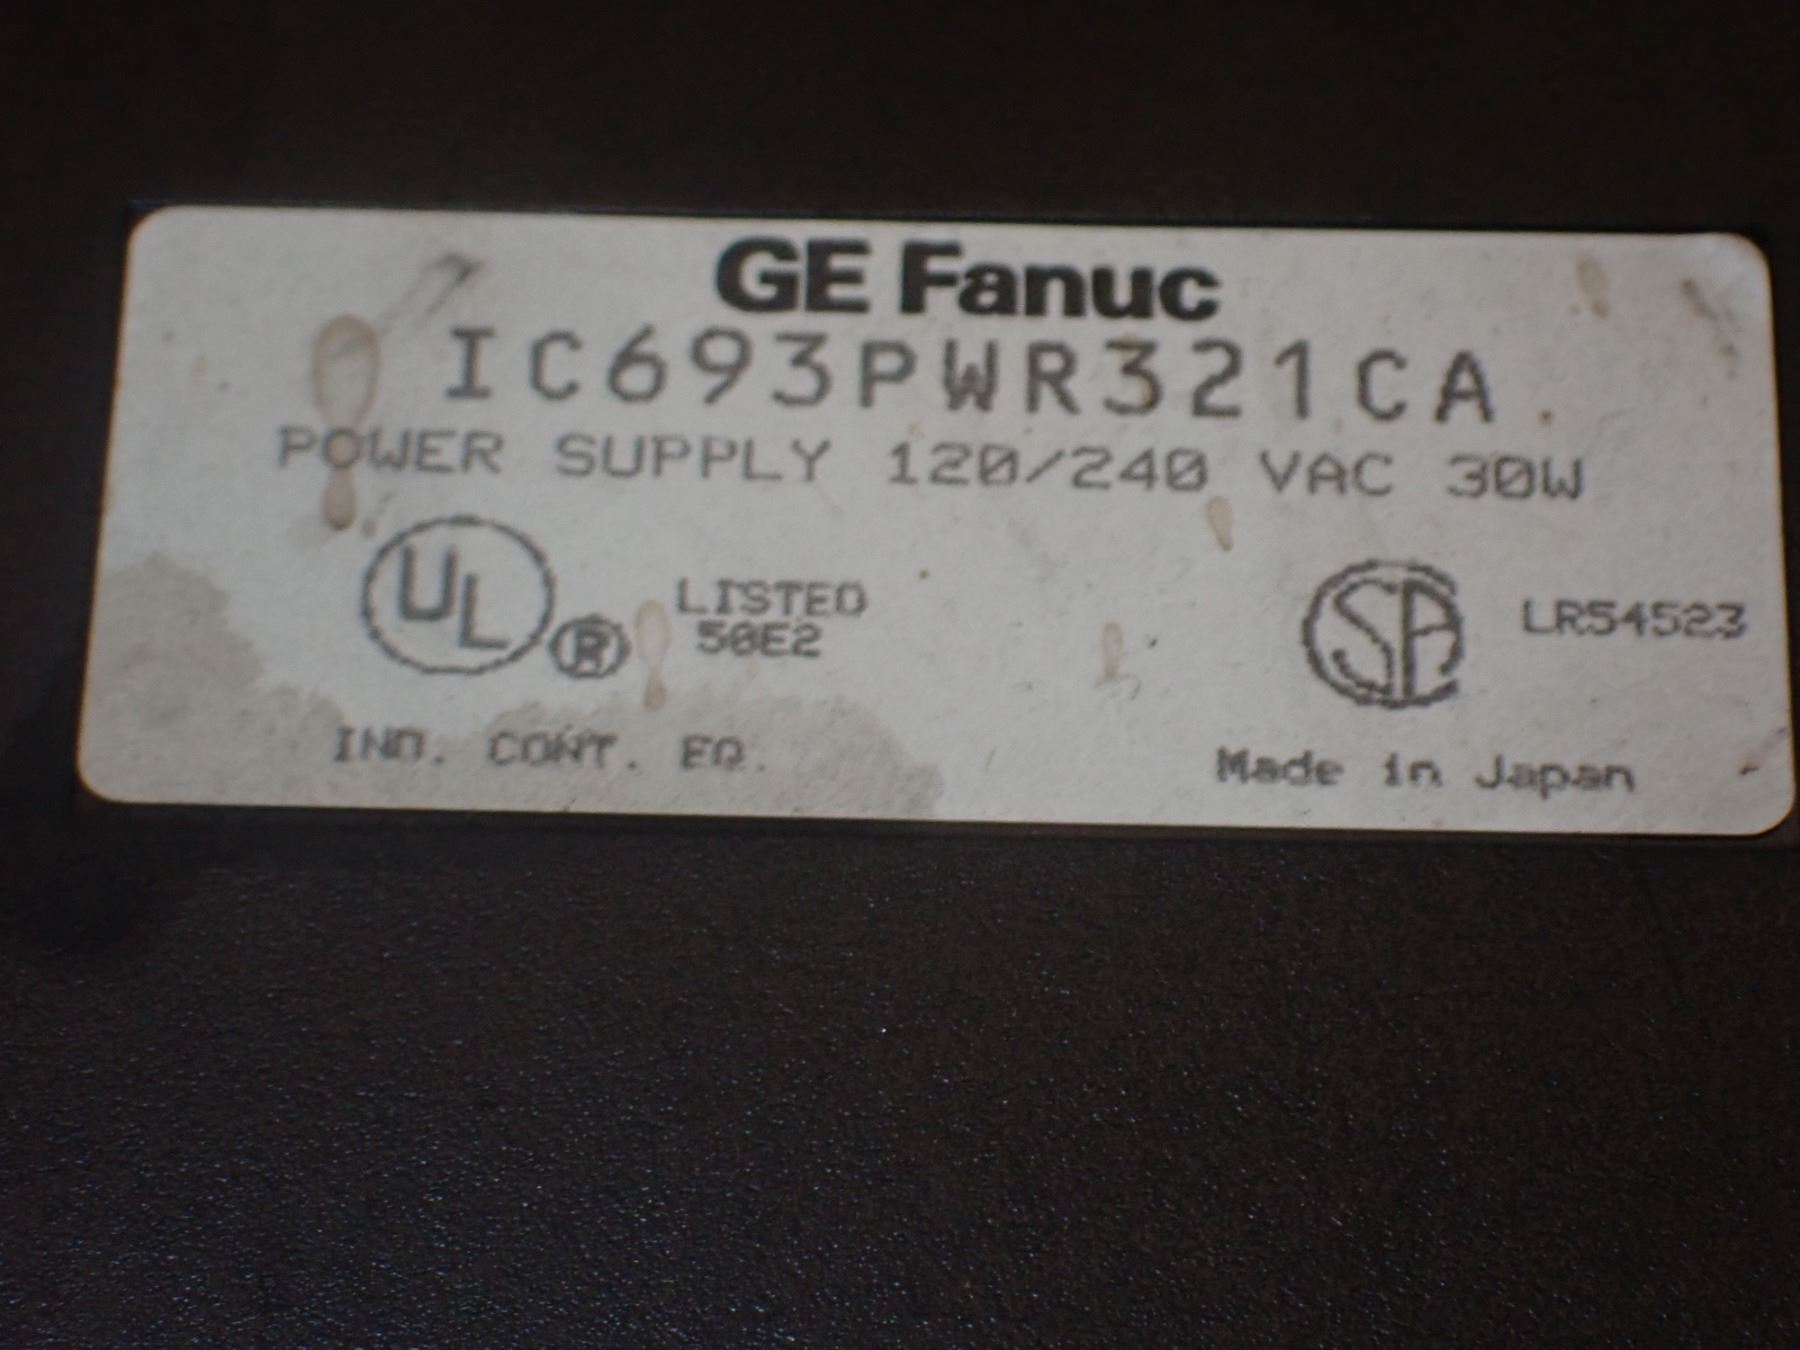 GE Fanuc
IC693PWR321CA
POWER SUPPLY 120/240 VAC 30W
UL ® LISTED
50E2
SA LR54523
IND. CONT. EQ.
Made in Japan